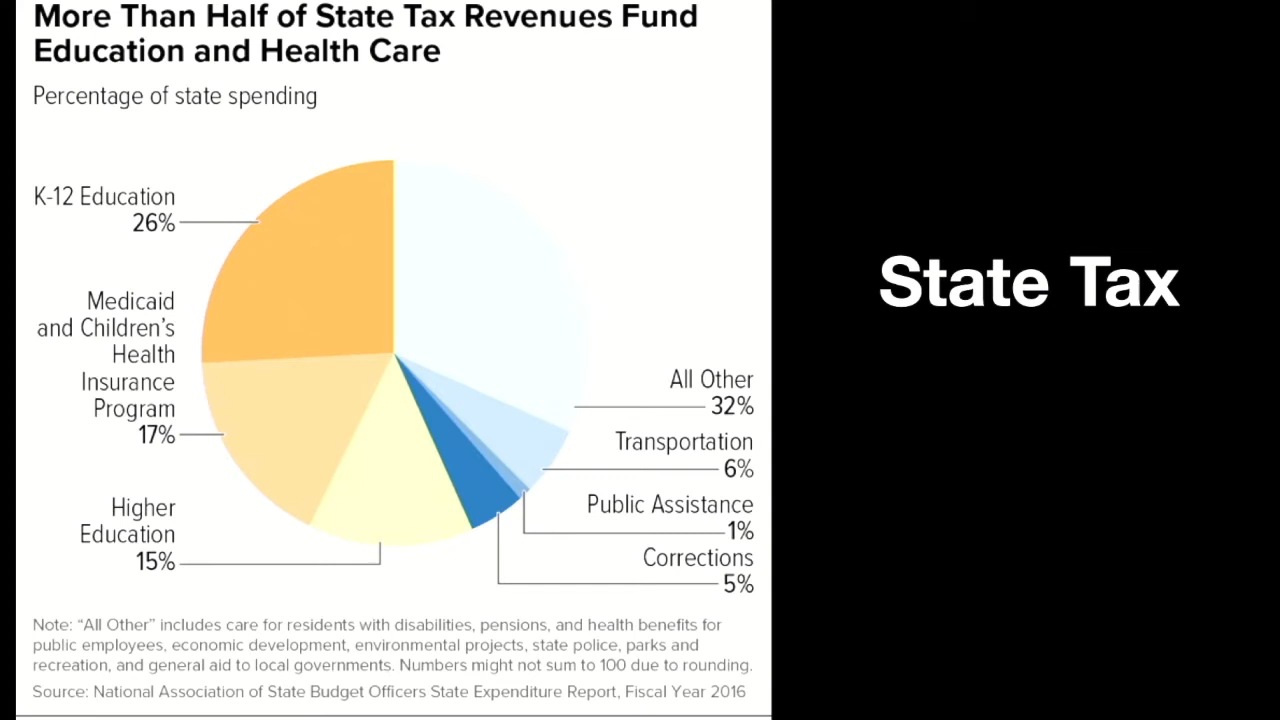 More Than Half of State Tax Revenues Fund
Education and Health Care
Percentage of state spending
K-12 Education
26%
Medicaid
and Children's
Health
Insurance
Program
17%
Higher
Education
15%
All Other
32%
Transportation
6%
Public Assistance
1%
Corrections
5%
Note: “All Other” includes care for residents with disabilities, pensions, and health benefits for
public employees, economic development, environmental projects, state police, parks and
recreation, and general aid to local governments. Numbers might not sum to 100 due to rounding.
Source: National Association of State Budget Officers State Expenditure Report, Fiscal Year 2016
State Tax